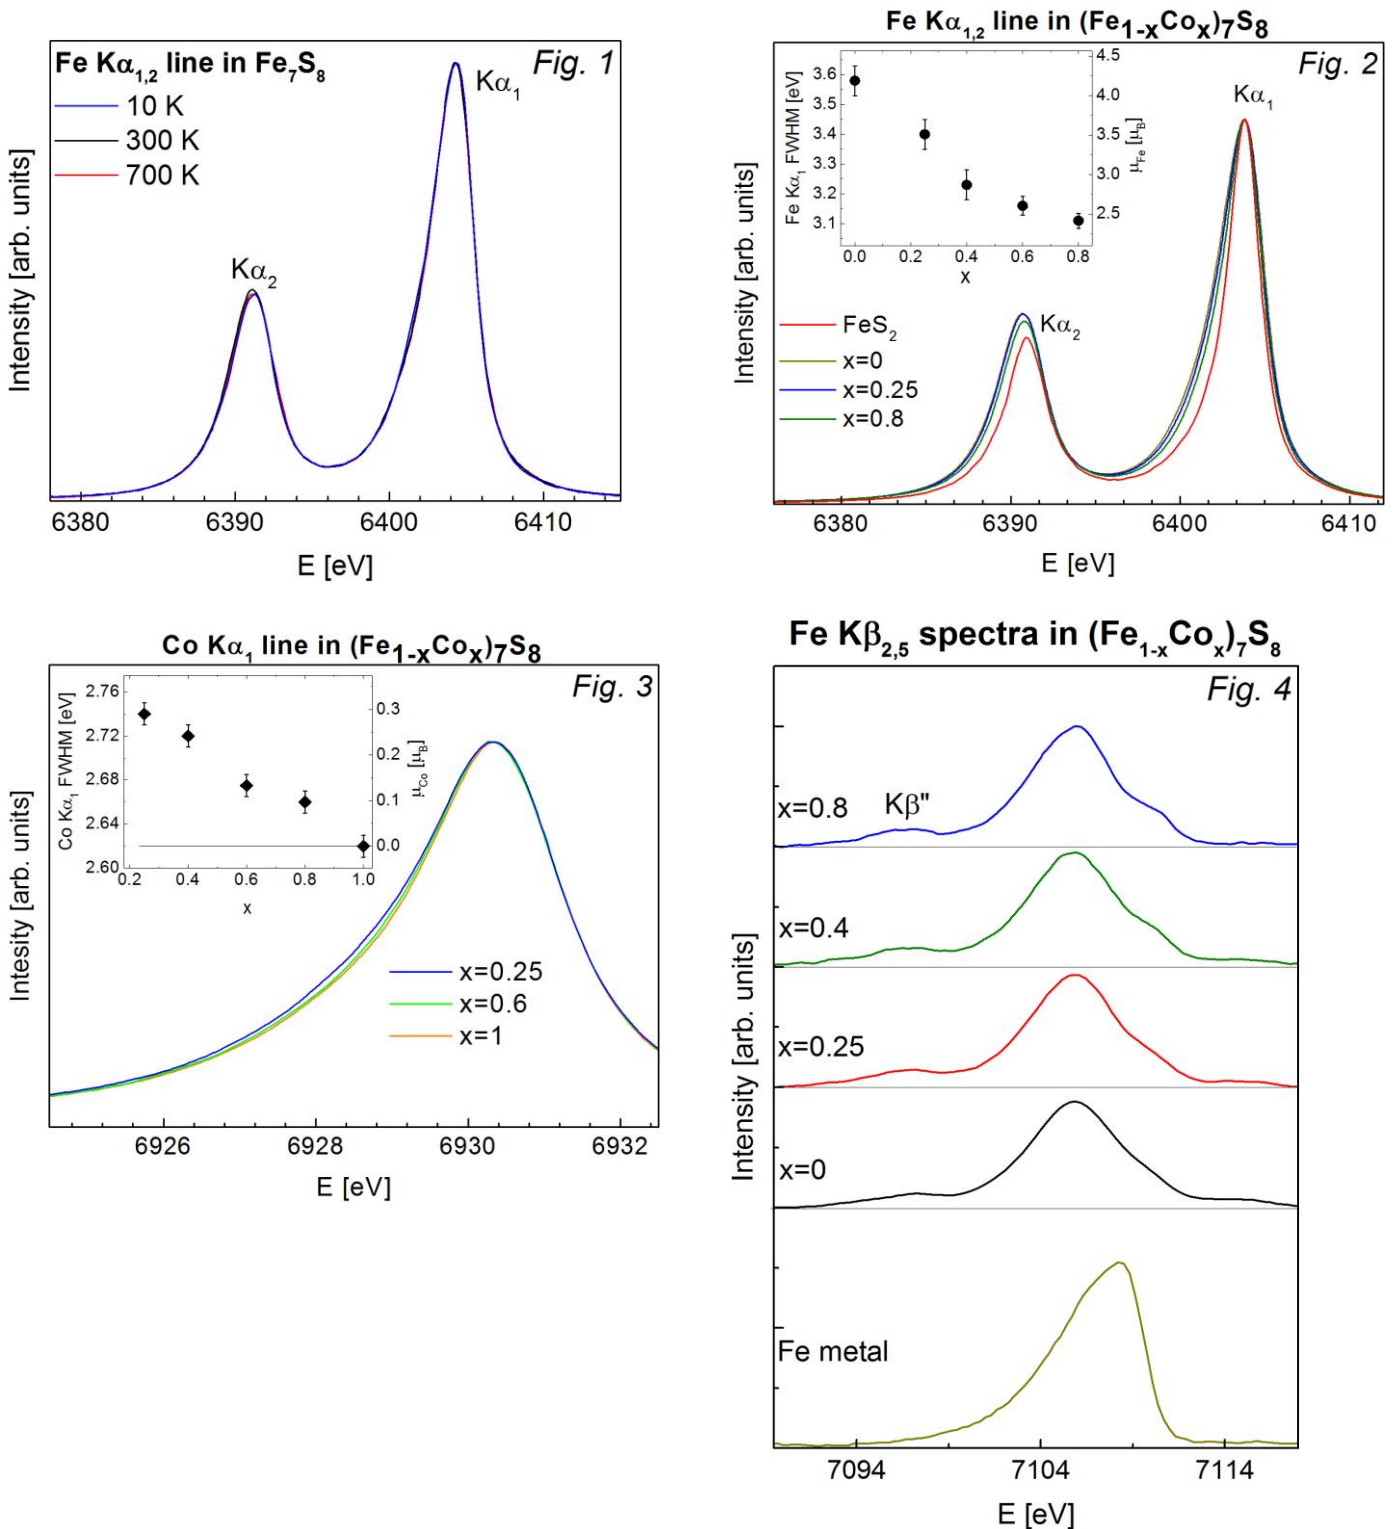 Fe Kα1,2 line in Fe7S8
Fig. 1
10 K
300 K
700 K
Kα1
Kα2
Intensity [arb. units]
6380 6390 6400 6410
E [eV]
Fe Kα1,2 line in (Fe1-xCox)7S8
Fig. 2
Fe Kα1 FWHM [eV]
3.6
3.5
3.4
3.3
3.2
3.1
0.0 0.2 0.4 0.6 0.8
x
4.5
4.0
3.5
3.0
2.5
μFe [μB]
Kα1
Kα2
FeS2
x=0
x=0.25
x=0.8
Intensity [arb. units]
6380 6390 6400 6410
E [eV]
Co Kα1 line in (Fe1-xCox)7S8
Fig. 3
Co Kα1 FWHM [eV]
2.76
2.72
2.68
2.64
2.60
0.2 0.4 0.6 0.8 1.0
x
0.3
0.2
0.1
0.0
μCo [μB]
x=0.25
x=0.6
x=1
Intesity [arb. units]
6926 6928 6930 6932
E [eV]
Fe Kβ2,5 spectra in (Fe1-xCox)7S8
Fig. 4
Kβ"
x=0.8
x=0.4
x=0.25
x=0
Fe metal
Intensity [arb. units]
7094 7104 7114
E [eV]